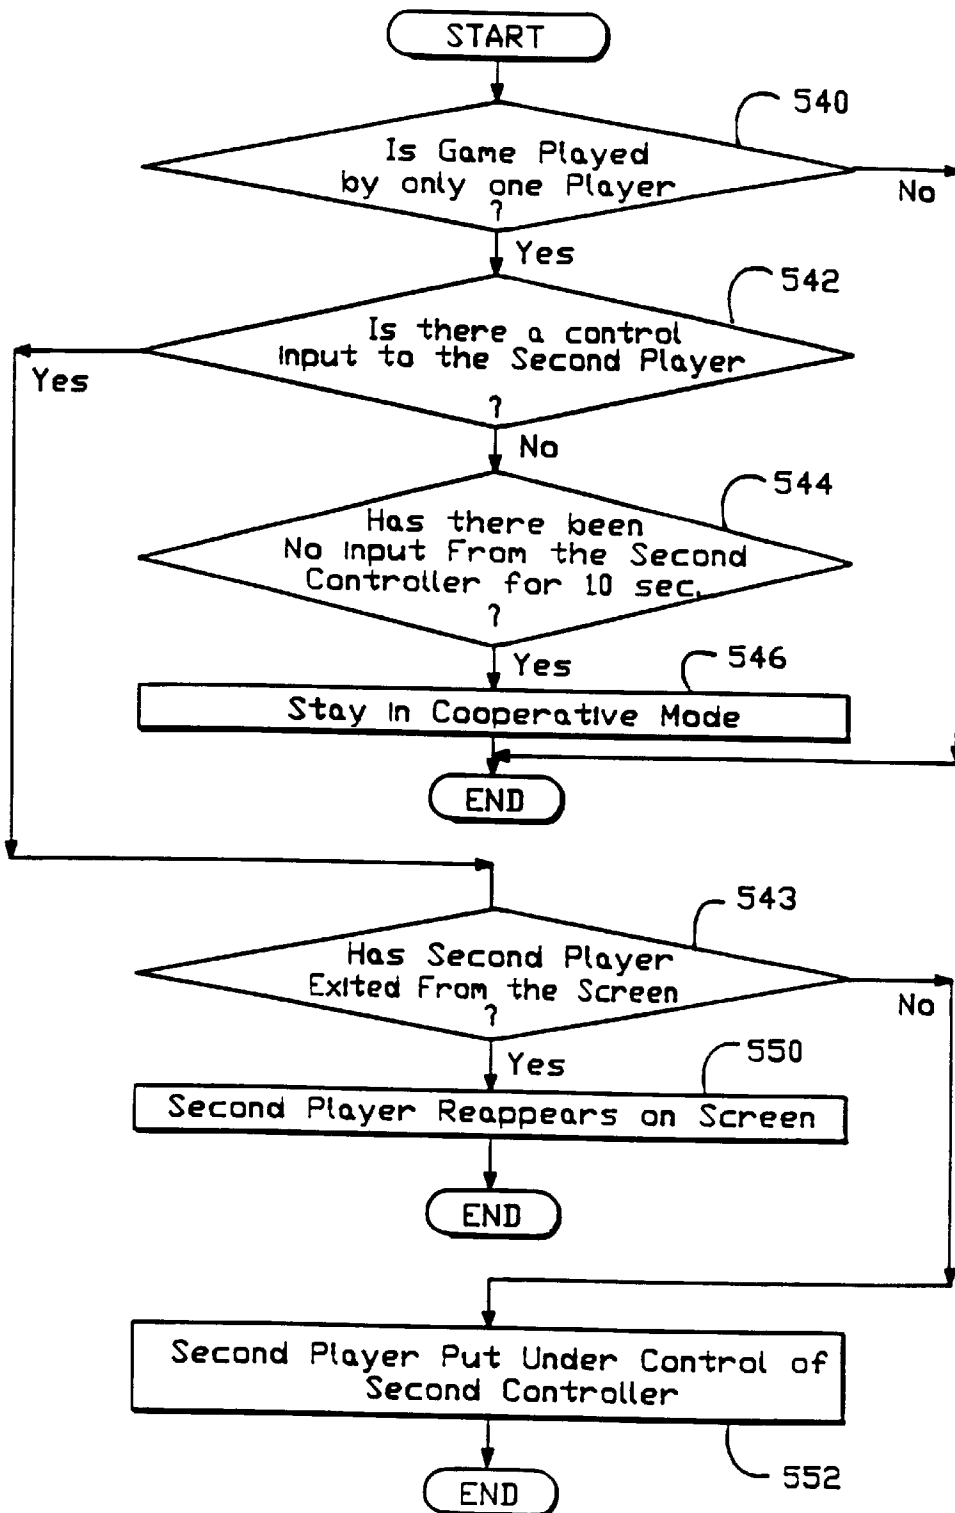 START
540
Is Game Played
by only one Player
?
No
Yes
542
Is there a control
Input to the Second Player
?
Yes
No
544
Has there been
No Input From the Second
Controller for 10 sec.
?
Yes
546
Stay In Cooperative Mode
END
543
Has Second Player
Exited From the Screen
?
No
Yes
550
Second Player Reappears on Screen
END
Second Player Put Under Control of
Second Controller
552
END